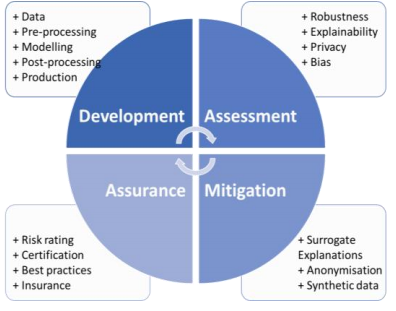 + Data
+ Pre-processing
+ Modelling
+ Post-processing
+ Production
+ Robustness
+ Explainability
+ Privacy
+ Bias
Development
Assessment
Assurance
Mitigation
+ Risk rating
+ Certification
+ Best practices
+ Insurance
+ Surrogate
Explanations
+ Anonymisation
+ Synthetic data